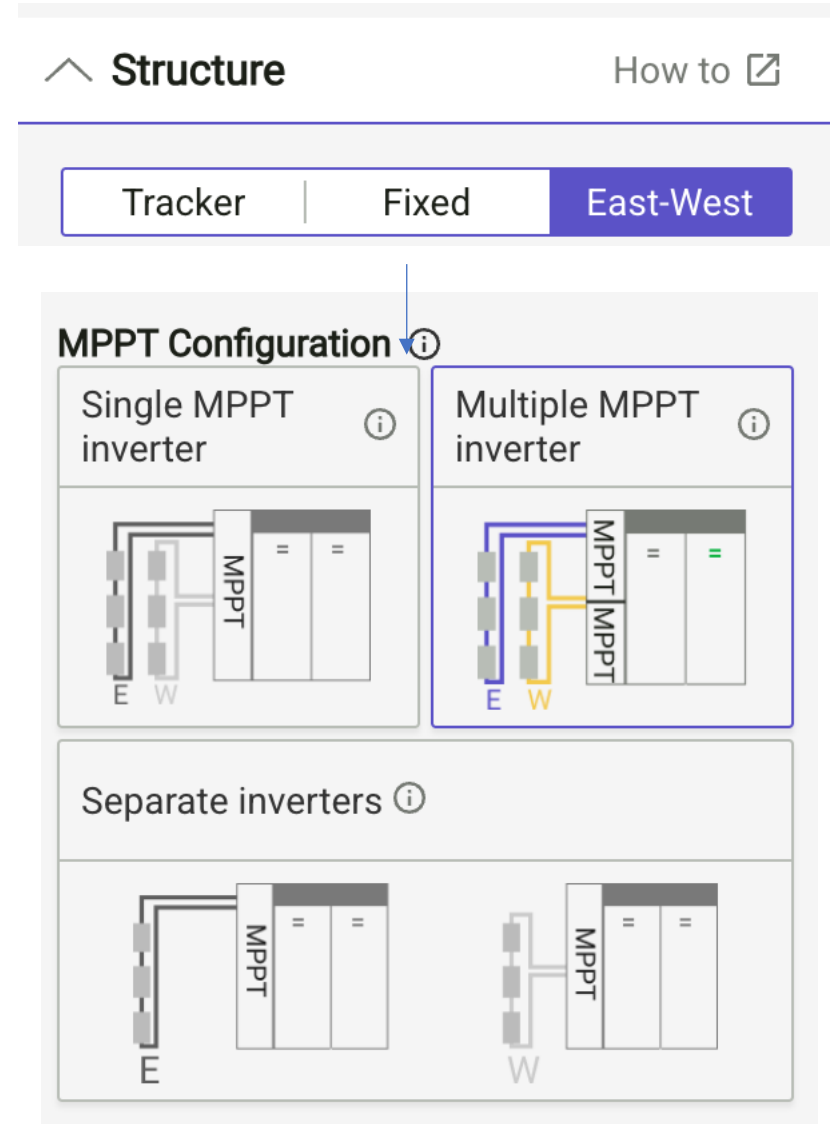 Structure
How to
Tracker
Fixed
East-West
MPPT Configuration
Single MPPT
inverter
Multiple MPPT
inverter
MPPT
E
W
MPPT
MPPT
E
W
Separate inverters
MPPT
E
MPPT
W